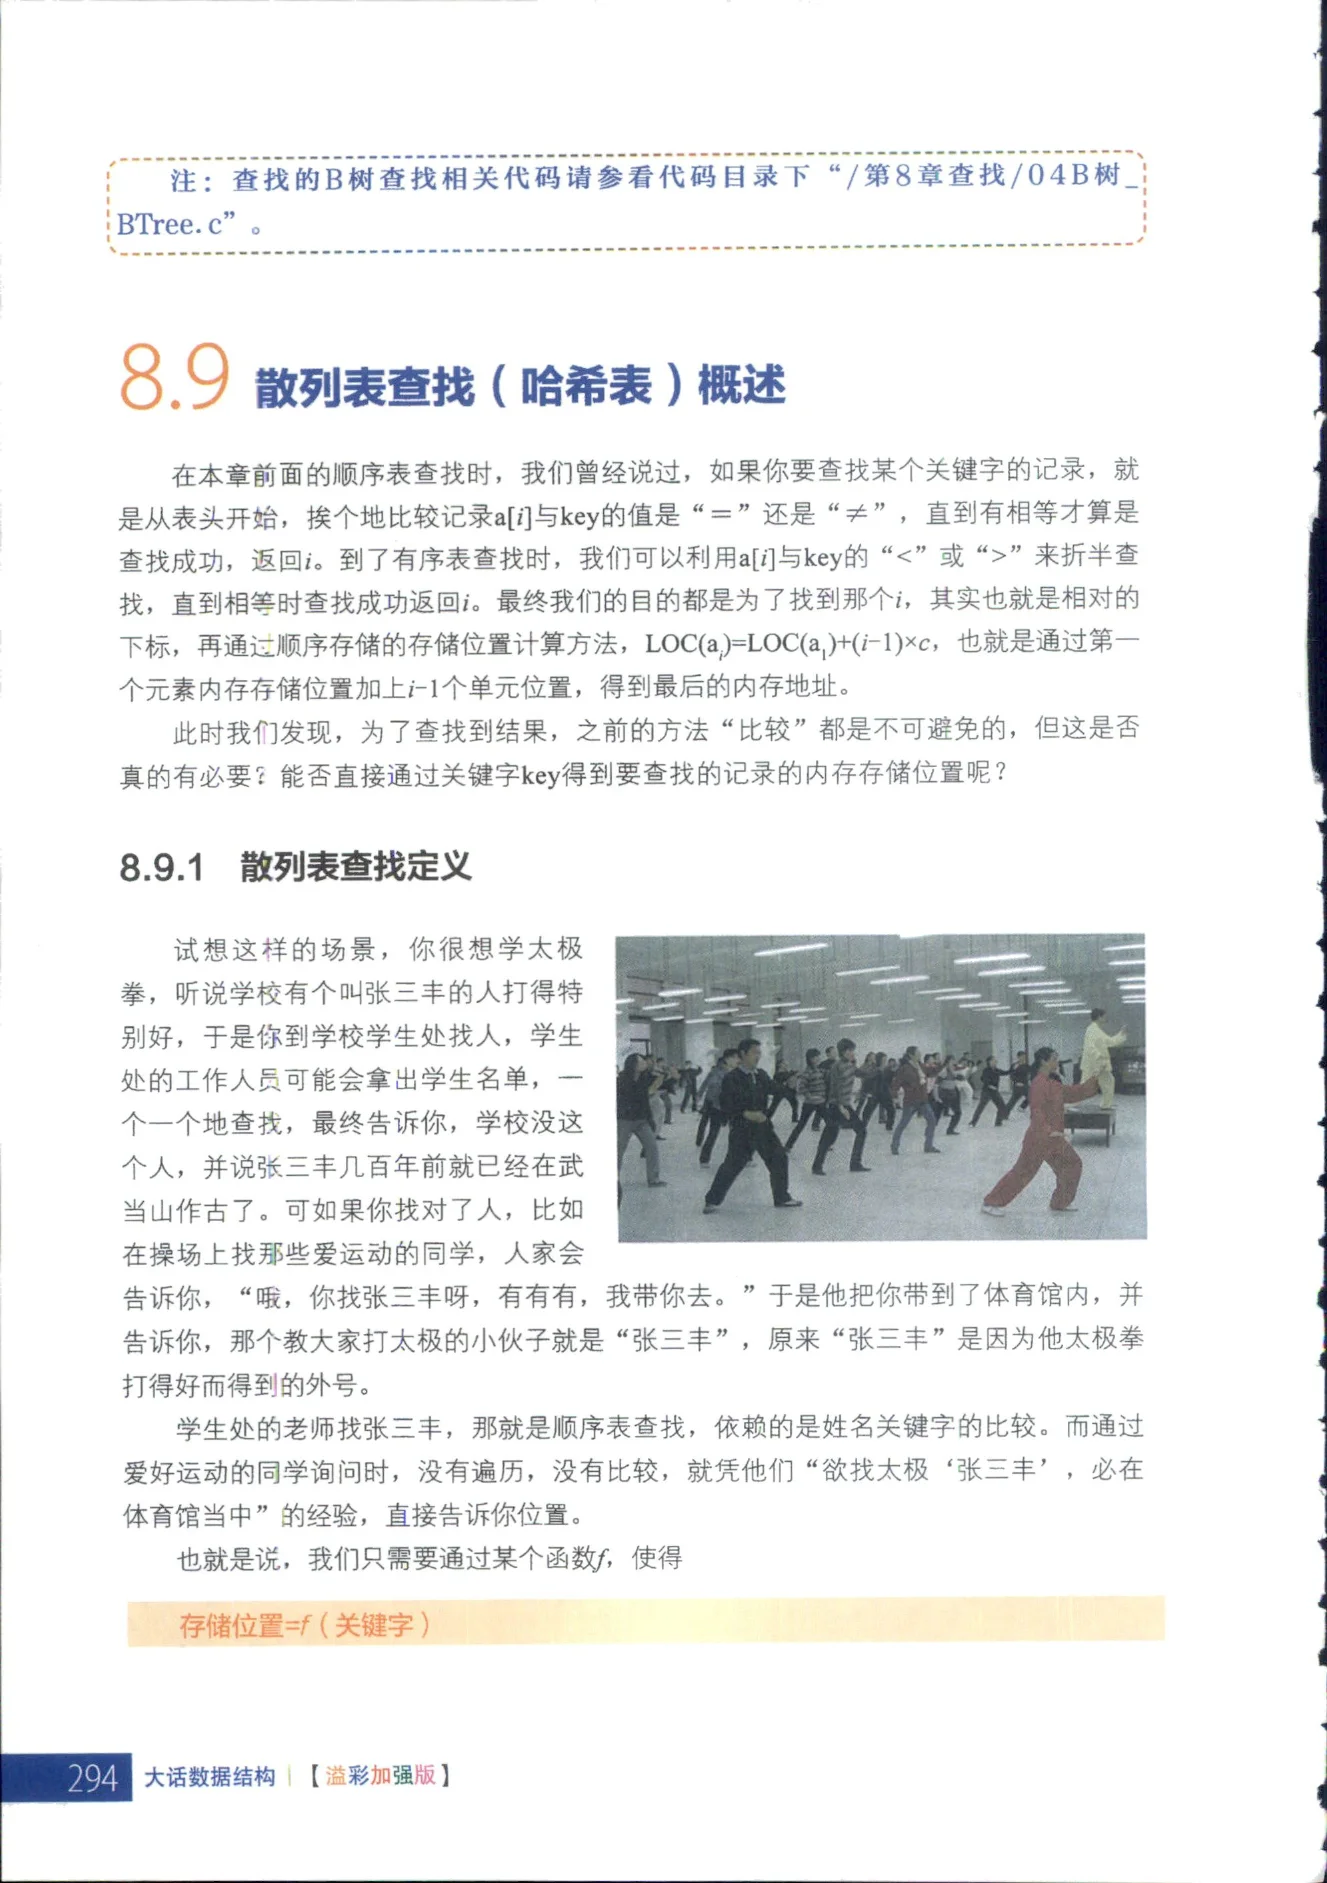 注：查找的B树查找相关代码请参看代码目录下“/第8章查找/04B树_
BTree.c”。
8.9 散列表查找（哈希表）概述
在本章前面的顺序表查找时，我们曾经说过，如果你要查找某个关键字的记录，就
是从表头开始，挨个地比较记录a[i]与key的值是“＝”还是“≠”，直到有相等才算是
查找成功，返回i。到了有序表查找时，我们可以利用a[i]与key的“<”或“>”来折半查
找，直到相等时查找成功返回i。最终我们的目的都是为了找到那个i，其实也就是相对的
下标，再通过顺序存储的存储位置计算方法，LOC(aᵢ)=LOC(a₁)+(i−1)×c，也就是通过第一
个元素内存存储位置加上i−1个单元位置，得到最后的内存地址。
此时我们发现，为了查找到结果，之前的方法“比较”都是不可避免的，但这是否
真的有必要？能否直接通过关键字key得到要查找的记录的内存存储位置呢？
8.9.1 散列表查找定义
试想这样的场景，你很想学太极
拳，听说学校有个叫张三丰的人打得特
别好，于是你到学校学生处找人，学生
处的工作人员可能会拿出学生名单，一
个一个地查找，最终告诉你，学校没这
个人，并说张三丰几百年前就已经在武
当山作古了。可如果你找对了人，比如
在操场上找那些爱运动的同学，人家会
告诉你，“哦，你找张三丰呀，有有有，我带你去。”于是他把你带到了体育馆内，并
告诉你，那个教大家打太极的小伙子就是“张三丰”，原来“张三丰”是因为他太极拳
打得好而得到的外号。
学生处的老师找张三丰，那就是顺序表查找，依赖的是姓名关键字的比较。而通过
爱好运动的同学询问时，没有遍历，没有比较，就凭他们“欲找太极‘张三丰’，必在
体育馆当中”的经验，直接告诉你位置。
也就是说，我们只需要通过某个函数f，使得
存储位置=f（关键字）
294 大话数据结构 | 【溢彩加强版】